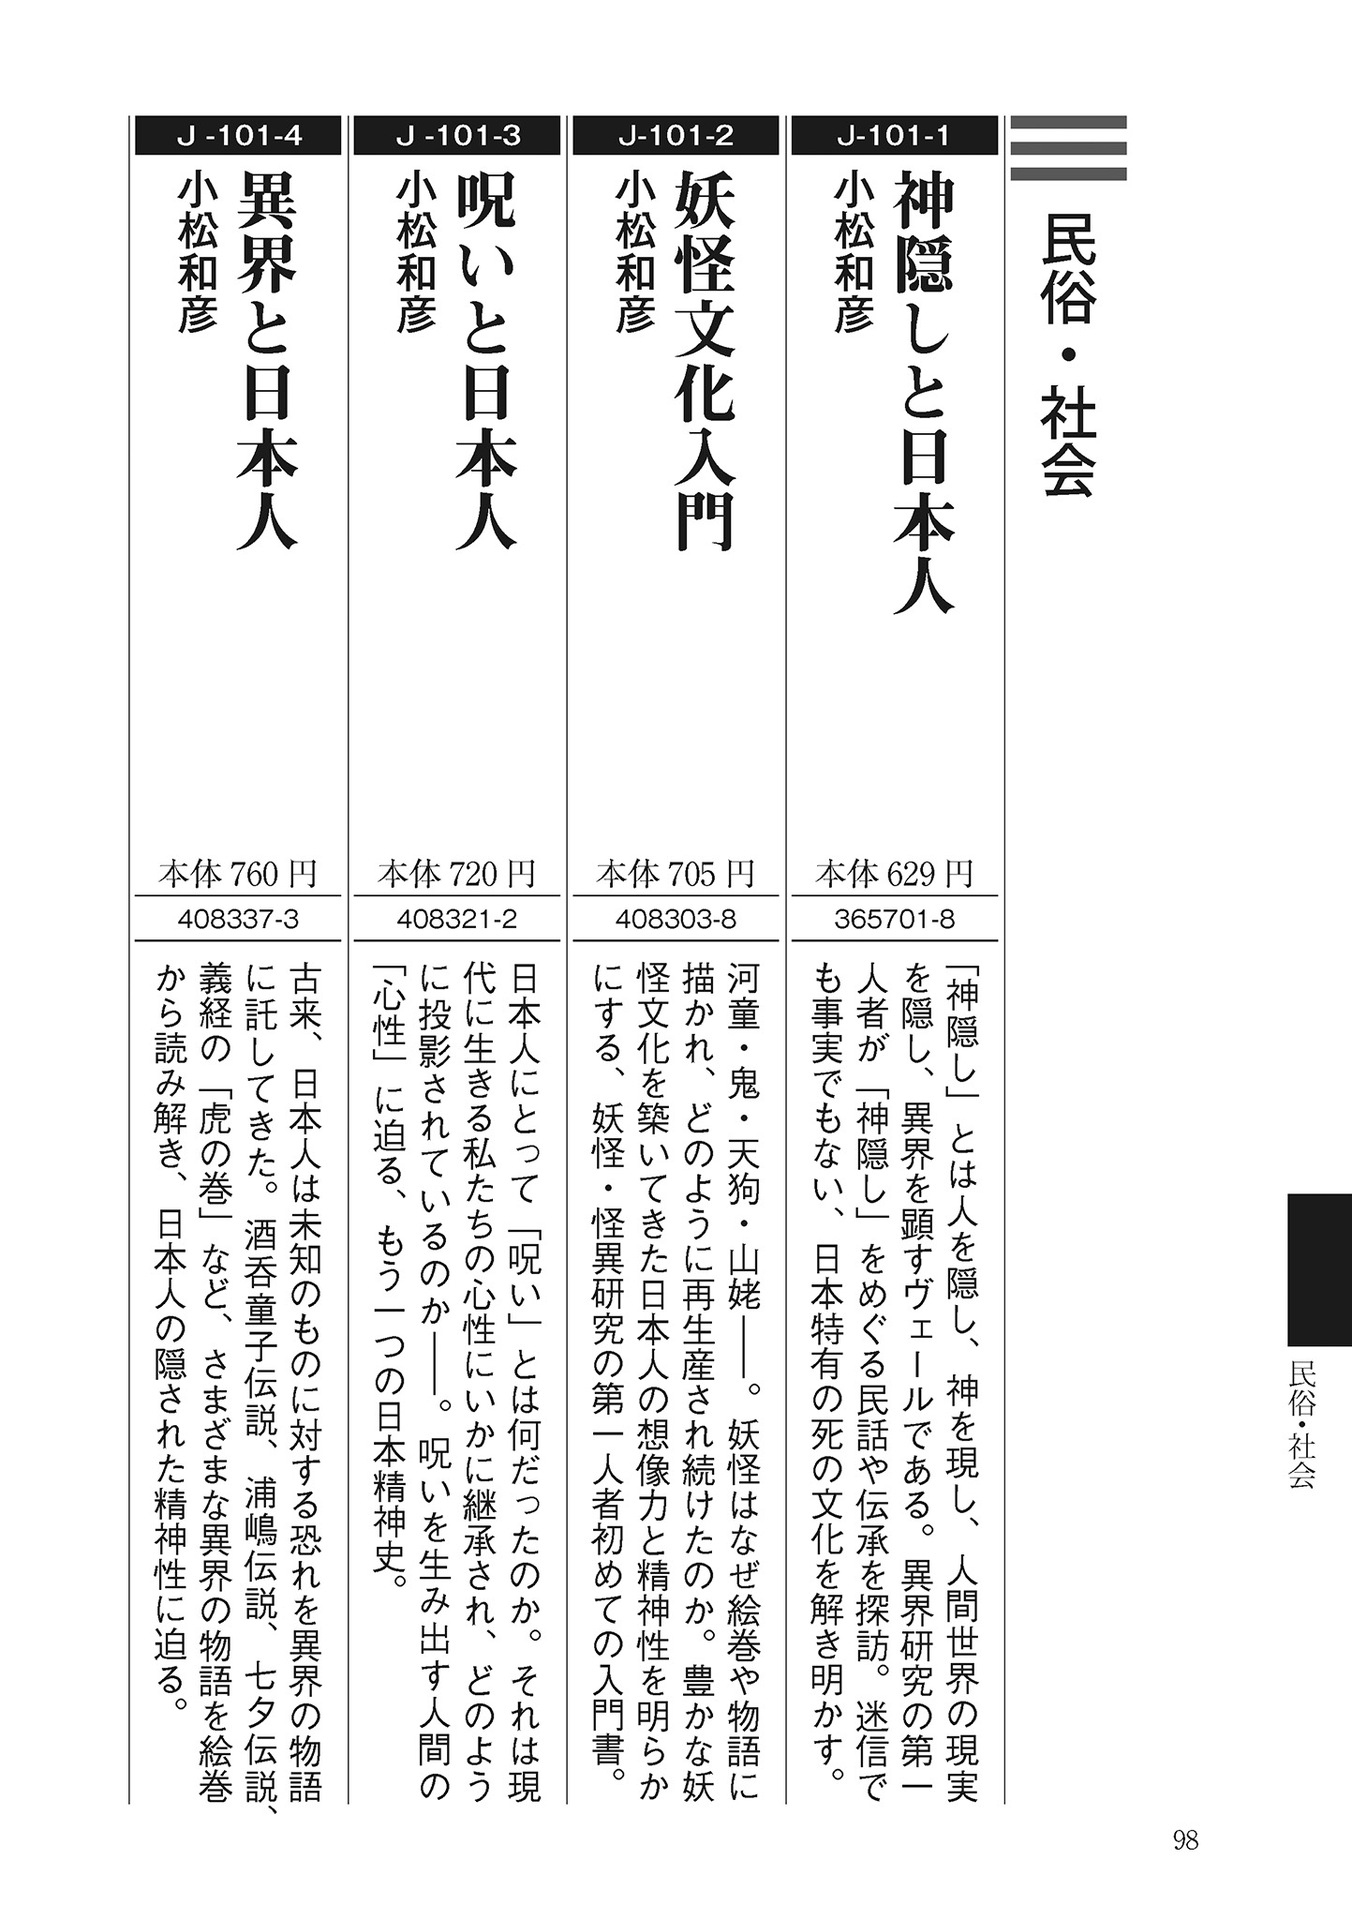 民俗・社会
J-101-1
神隠しと日本人
小松和彦
本体629円
365701-8
「神隠し」とは人を隠し、神を現し、人間世界の現実
を隠し、異界を顕すヴェールである。異界研究の第一
人者が「神隠し」をめぐる民話や伝承を探訪。迷信で
も事実でもない、日本特有の死の文化を解き明かす。
J-101-2
妖怪文化入門
小松和彦
本体705円
408303-8
河童・鬼・天狗・山姥――。妖怪はなぜ絵巻や物語に
描かれ、どのように再生産され続けたのか。豊かな妖
怪文化を築いてきた日本人の想像力と精神性を明らか
にする、妖怪・怪異研究の第一人者初めての入門書。
J-101-3
呪いと日本人
小松和彦
本体720円
408321-2
日本人にとって「呪い」とは何だったのか。それは現
代に生きる私たちの心性にいかに継承され、どのよう
に投影されているのか――。呪いを生み出す人間の
「心性」に迫る、もう一つの日本精神史。
J-101-4
異界と日本人
小松和彦
本体760円
408337-3
古来、日本人は未知のものに対する恐れを異界の物語
に託してきた。酒呑童子伝説、浦嶋伝説、七夕伝説、
義経の「虎の巻」など、さまざまな異界の物語を絵巻
から読み解き、日本人の隠された精神性に迫る。
民俗・社会
98